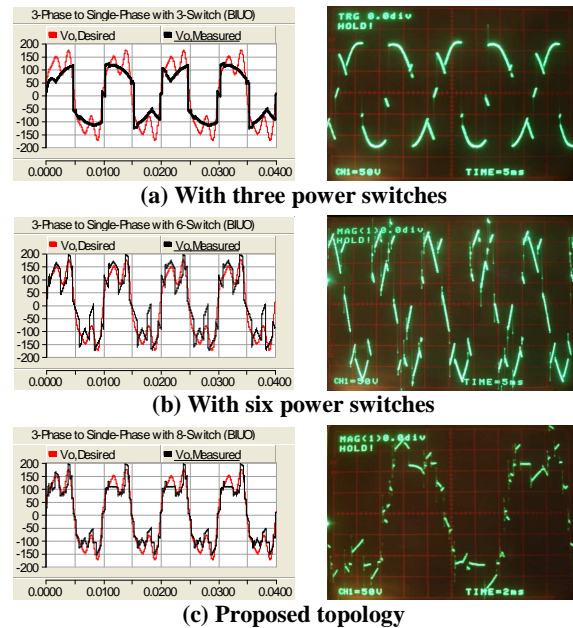 3-Phase to Single-Phase with 3-Switch (BIUO)
Vo,Desired Vo,Measured
200
150
100
50
0
-50
-100
-150
-200
0.0000 0.0100 0.0200 0.0300 0.0400
TRG 0.0div
HOLD!
CH1=50V TIME=5ms
(a) With three power switches
3-Phase to Single-Phase with 6-Switch (BIUO)
Vo,Desired Vo,Measured
200
150
100
50
0
-50
-100
-150
-200
0.0000 0.0100 0.0200 0.0300 0.0400
MAG(1)0.0div
HOLD!
CH1=50V TIME=5ms
(b) With six power switches
3-Phase to Single-Phase with 8-Switch (BIUO)
Vo,Desired Vo,Measured
200
150
100
50
0
-50
-100
-150
-200
0.0000 0.0100 0.0200 0.0300 0.0400
MAG(1)0.0div
HOLD!
CH1=50V TIME=2ms
(c) Proposed topology